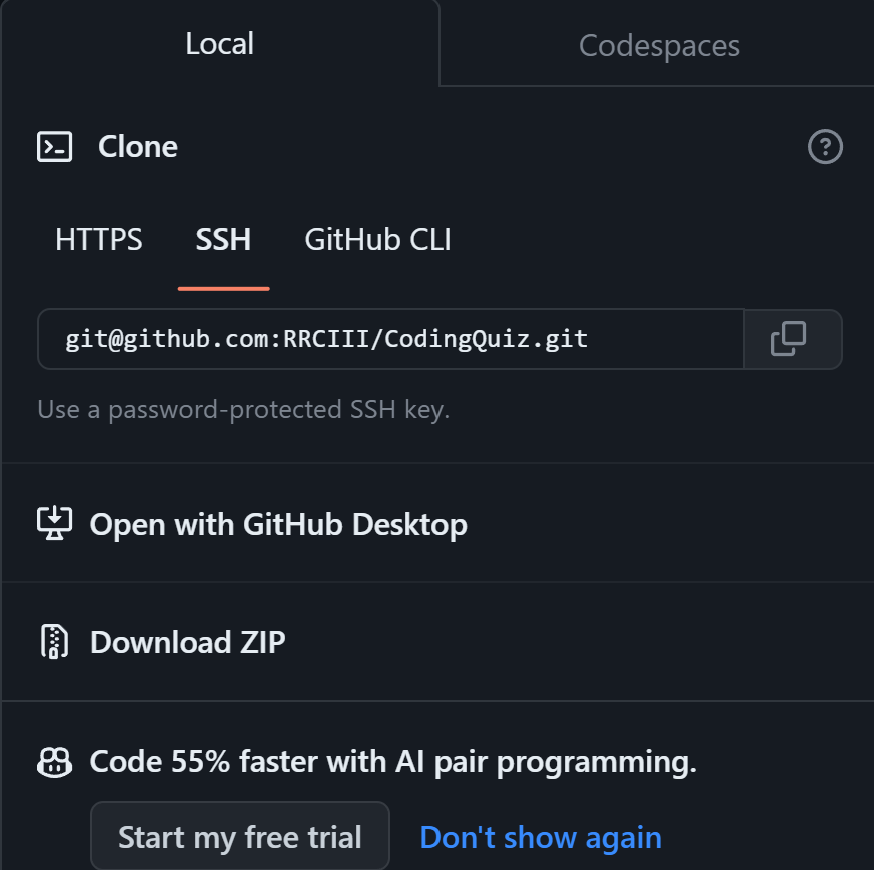 Local Codespaces
Clone
HTTPS SSH GitHub CLI
git@github.com:RRCIII/CodingQuiz.git
Use a password-protected SSH key.
Open with GitHub Desktop
Download ZIP
Code 55% faster with AI pair programming.
Start my free trial Don't show again